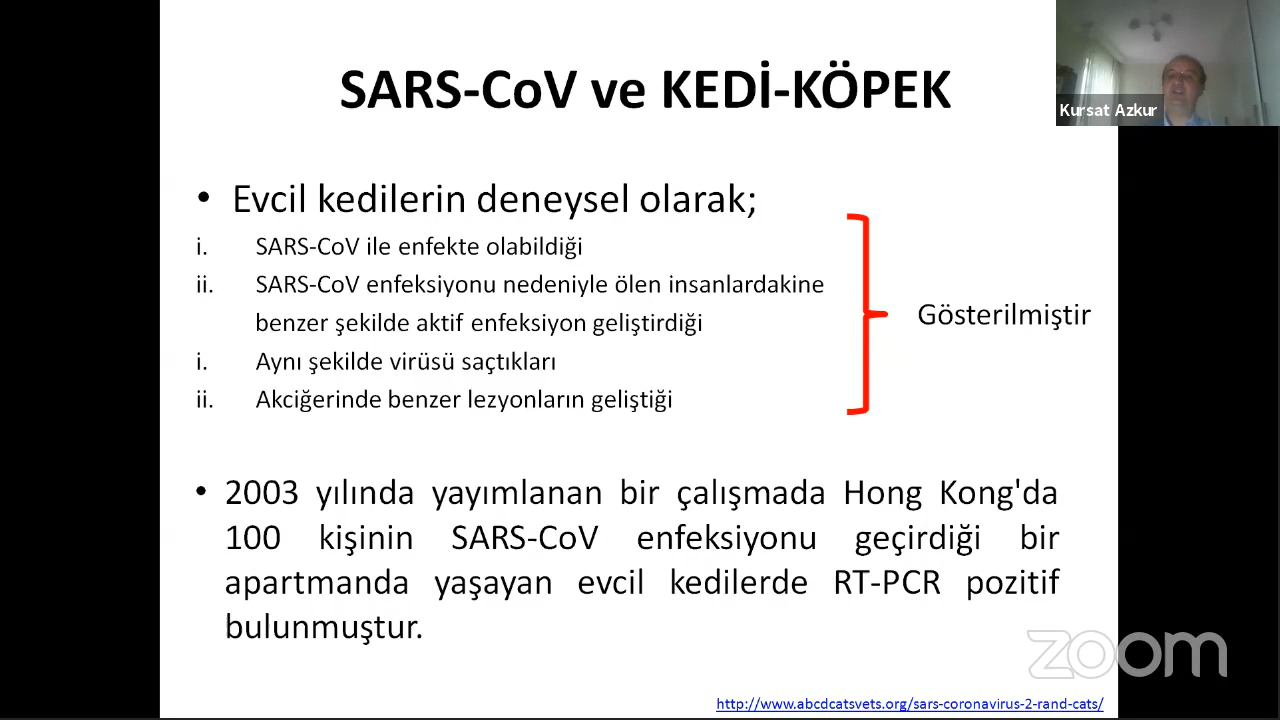 SARS-CoV ve KEDİ-KÖPEK
Kursat Azkur
• Evcil kedilerin deneysel olarak;
i. SARS-CoV ile enfekte olabildiği
ii. SARS-CoV enfeksiyonu nedeniyle ölen insanlardakine
benzer şekilde aktif enfeksiyon geliştirdiği
i. Aynı şekilde virüsü saçtıkları
ii. Akciğerinde benzer lezyonların geliştiği
Gösterilmiştir
• 2003 yılında yayımlanan bir çalışmada Hong Kong'da
100 kişinin SARS-CoV enfeksiyonu geçirdiği bir
apartmanda yaşayan evcil kedilerde RT-PCR pozitif
bulunmuştur.
zoom
http://www.abcdcatsvets.org/sars-coronavirus-2-rand-cats/